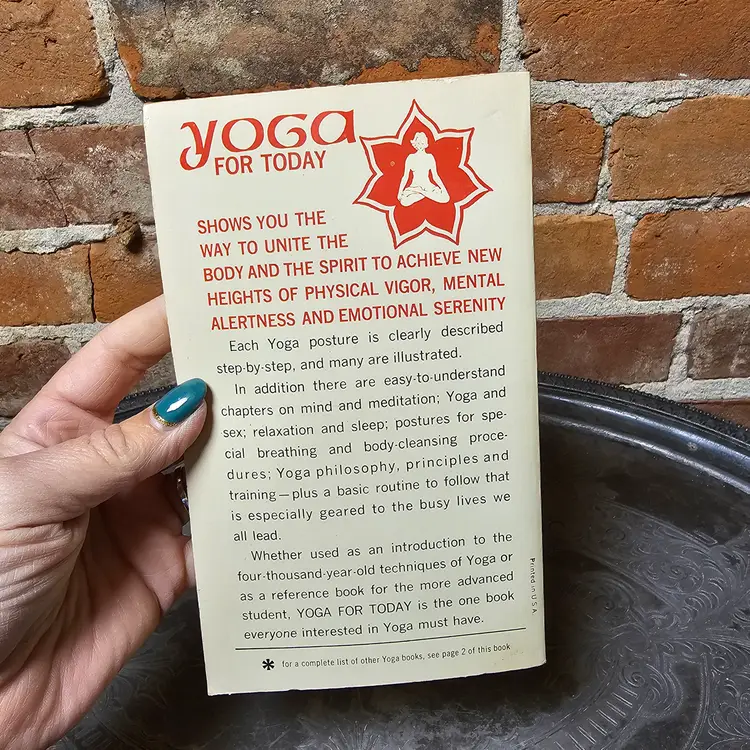 YOGA
FOR TODAY
SHOWS YOU THE
WAY TO UNITE THE
BODY AND THE SPIRIT TO ACHIEVE NEW
HEIGHTS OF PHYSICAL VIGOR, MENTAL
ALERTNESS AND EMOTIONAL SERENITY
Each Yoga posture is clearly described
step-by-step, and many are illustrated.
In addition there are easy-to-understand
chapters on mind and meditation; Yoga and
sex; relaxation and sleep; postures for spe-
cial breathing and body-cleansing proce-
dures; Yoga philosophy, principles and
training—plus a basic routine to follow that
is especially geared to the busy lives we
all lead.
Whether used as an introduction to the
four-thousand-year-old techniques of Yoga or
as a reference book for the more advanced
student, YOGA FOR TODAY is the one book
everyone interested in Yoga must have.
* for a complete list of other Yoga books, see page 2 of this book
Printed in U.S.A.